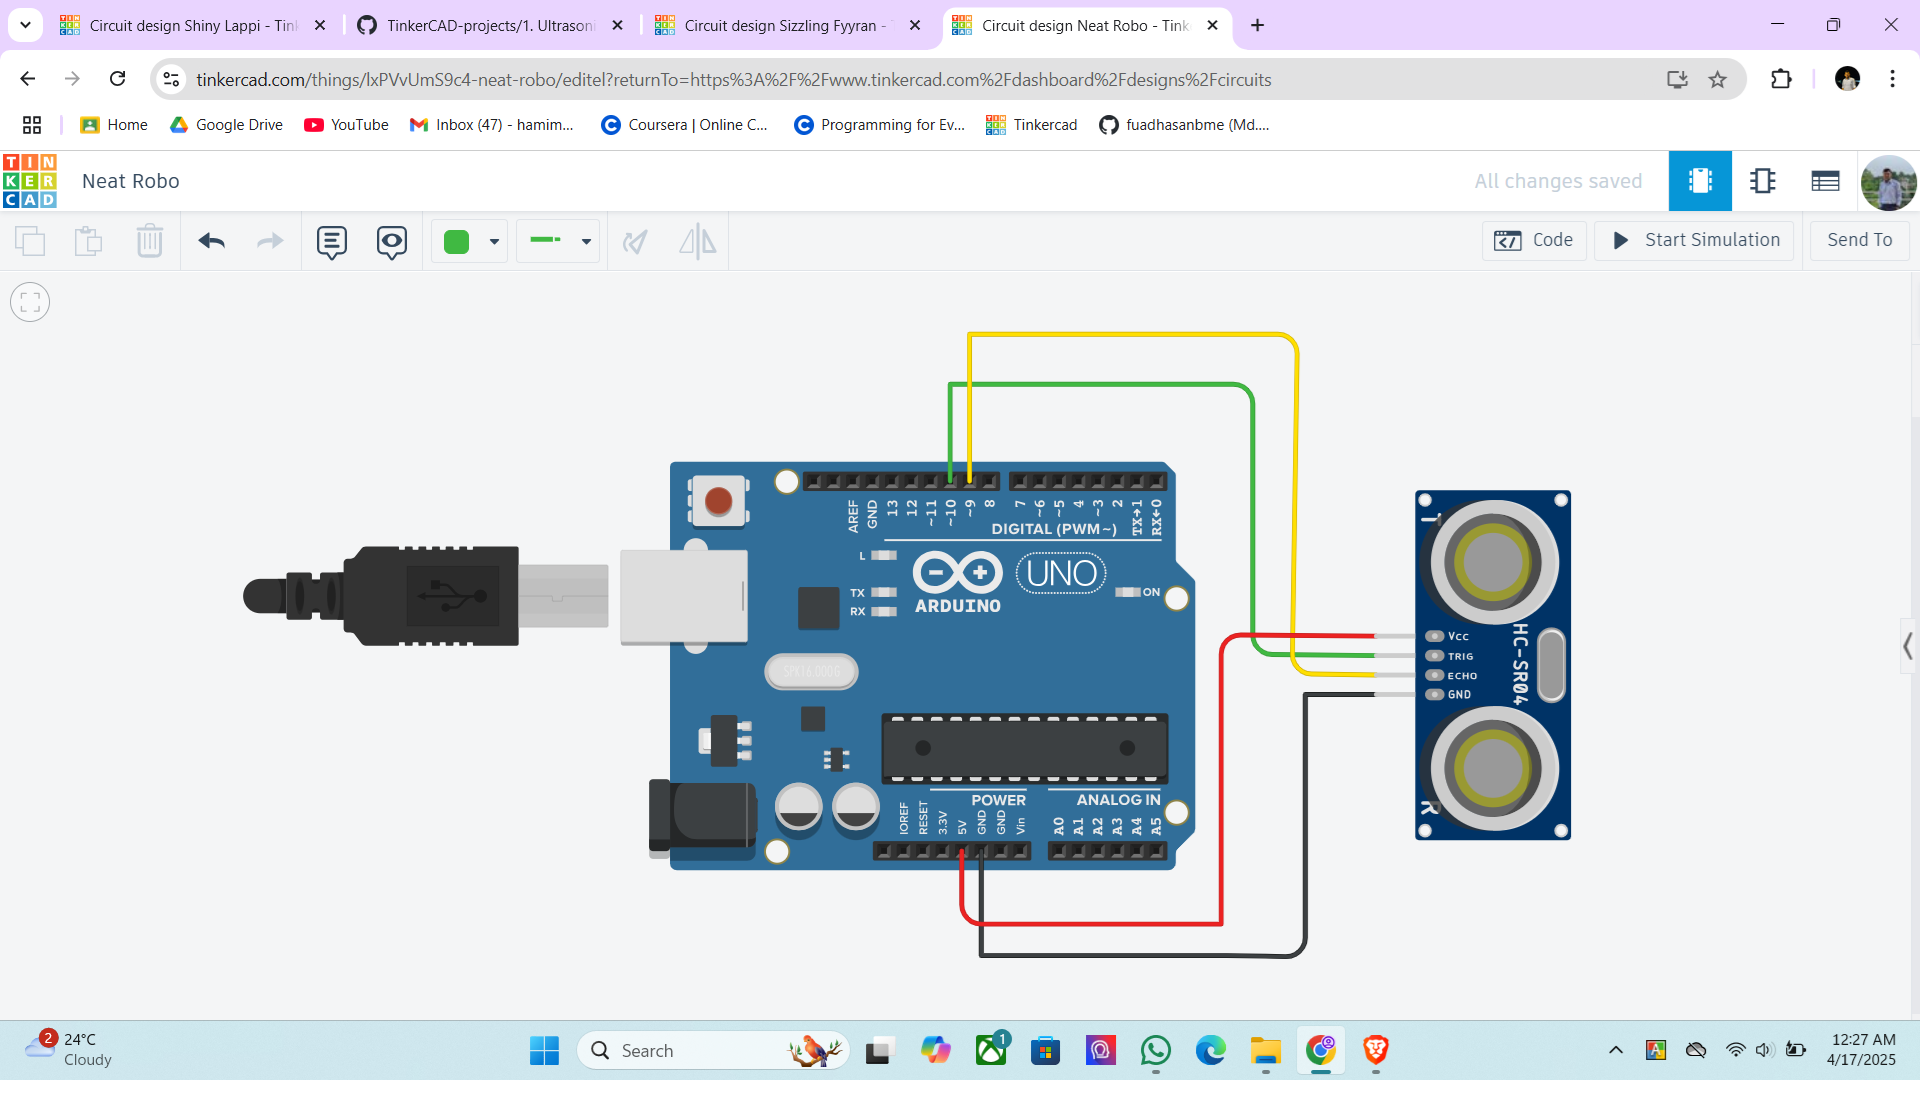 Circuit design Shiny Lappi - Tin
TinkerCAD-projects/1. Ultrasoni
Circuit design Sizzling Fyyran -
Circuit design Neat Robo - Tink
tinkercad.com/things/lxPVvUmS9c4-neat-robo/editel?returnTo=https%3A%2F%2Fwww.tinkercad.com%2Fdashboard%2Fdesigns%2Fcircuits
Home
Google Drive
YouTube
Inbox (47) - hamim...
Coursera | Online C...
Programming for Ev...
Tinkercad
fuadhasanbme (Md....
TIN
KER
CAD
Neat Robo
All changes saved
Code
Start Simulation
Send To
AREF
GND
13
12
~11
~10
~9
8
7
~6
~5
4
~3
2
TX→1
RX←0
DIGITAL (PWM~)
L
TX
RX
ARDUINO
UNO
ON
SPK16.000G
POWER
ANALOG IN
IOREF
RESET
3.3V
5V
GND
GND
Vin
A0
A1
A2
A3
A4
A5
T
Vcc
TRIG
ECHO
GND
HC-SR04
R
2
24°C
Cloudy
Search
1
12:27 AM
4/17/2025